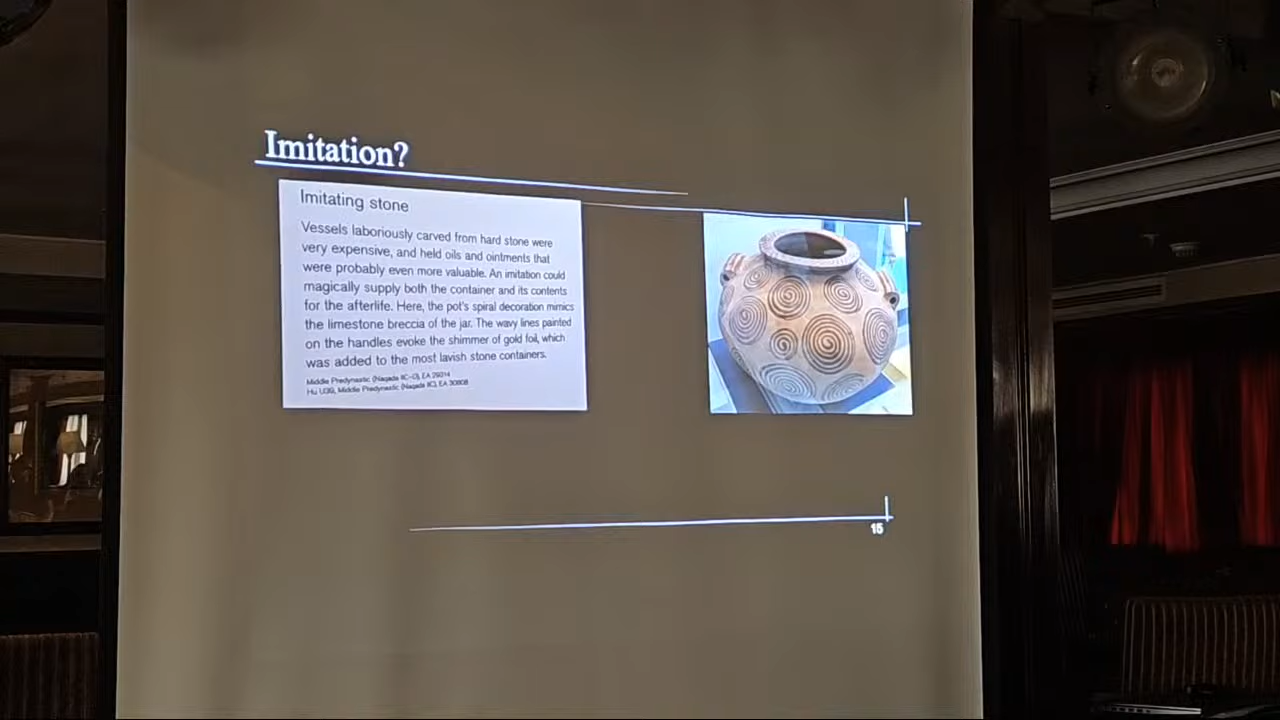 Imitation?
Imitating stone
Vessels laboriously carved from hard stone were
very expensive, and held oils and ointments that
were probably even more valuable. An imitation could
magically supply both the container and its contents
for the afterlife. Here, the pot's spiral decoration mimics
the limestone breccia of the jar. The wavy lines painted
on the handles evoke the shimmer of gold foil, which
was added to the most lavish stone containers.
Middle Predynastic (Naqada IIC–D), EA
Hu U39, Middle Predynastic (Naqada IIC), EA
15